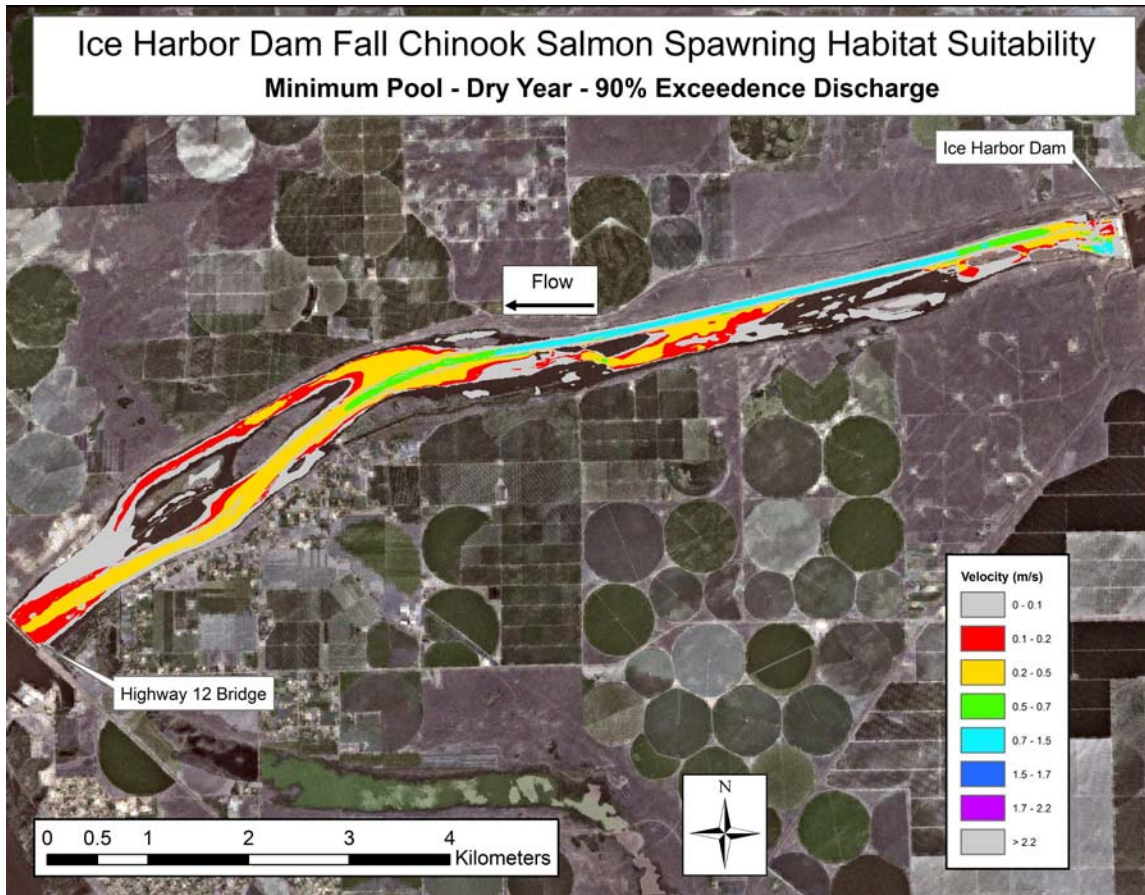 Ice Harbor Dam Fall Chinook Salmon Spawning Habitat Suitability
Minimum Pool - Dry Year - 90% Exceedence Discharge
Ice Harbor Dam
Flow
Highway 12 Bridge
Velocity (m/s)
0 - 0.1
0.1 - 0.2
0.2 - 0.5
0.5 - 0.7
0.7 - 1.5
1.5 - 1.7
1.7 - 2.2
> 2.2
N
0 0.5 1 2 3 4
Kilometers